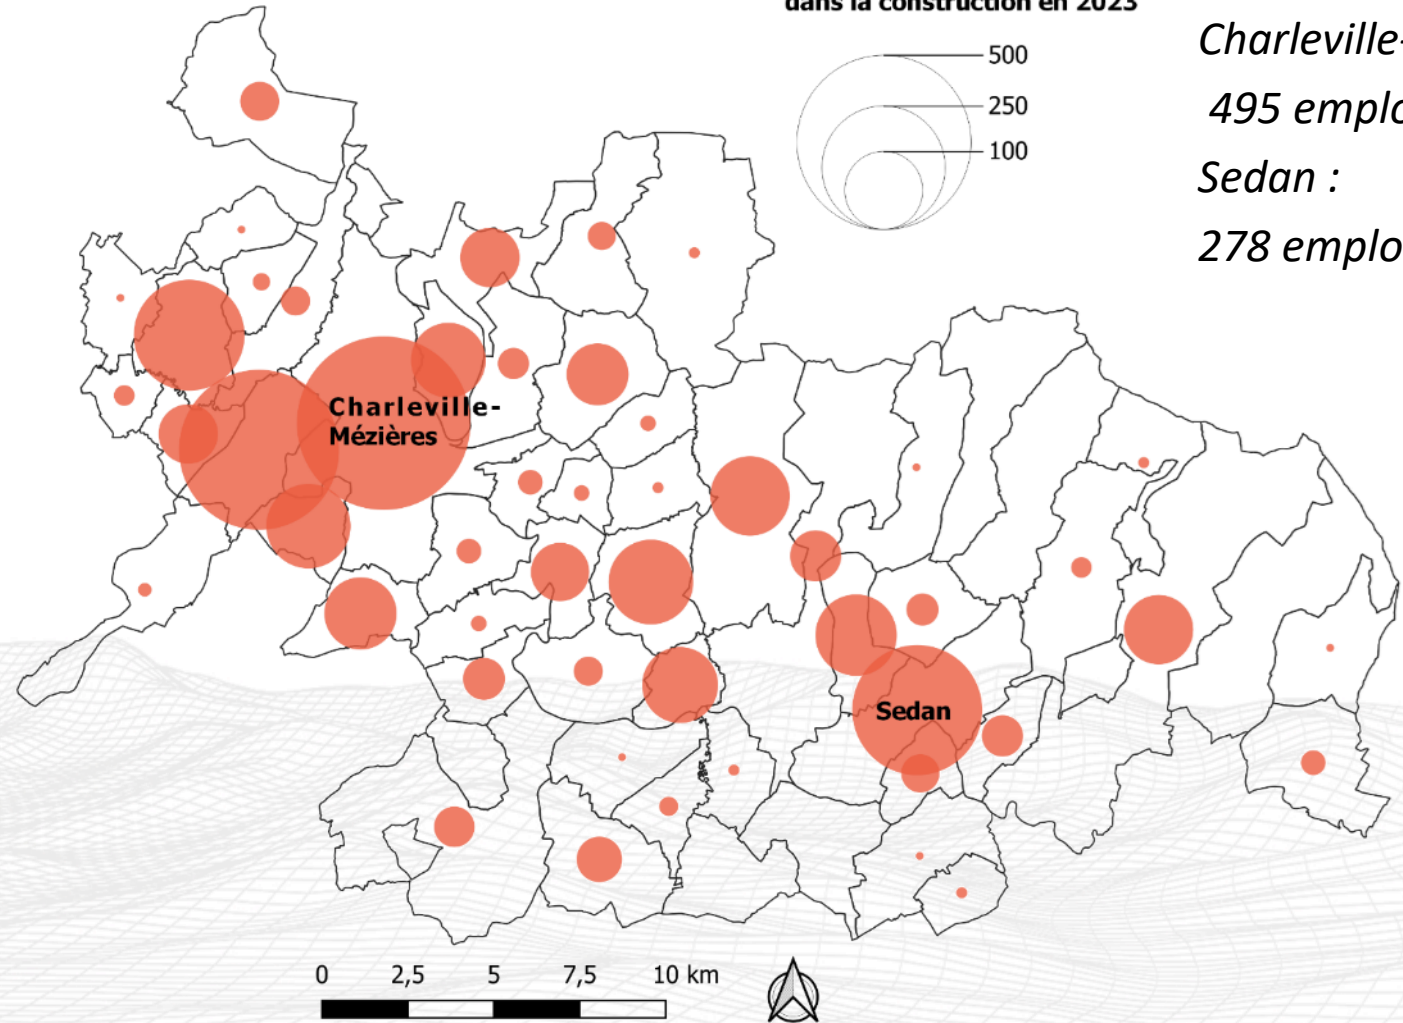 dans la construction en 2023
500
250
100
Charleville-
495 emplo
Sedan :
278 emplo
Charleville-
Mézières
Sedan
0 2,5 5 7,5 10 km